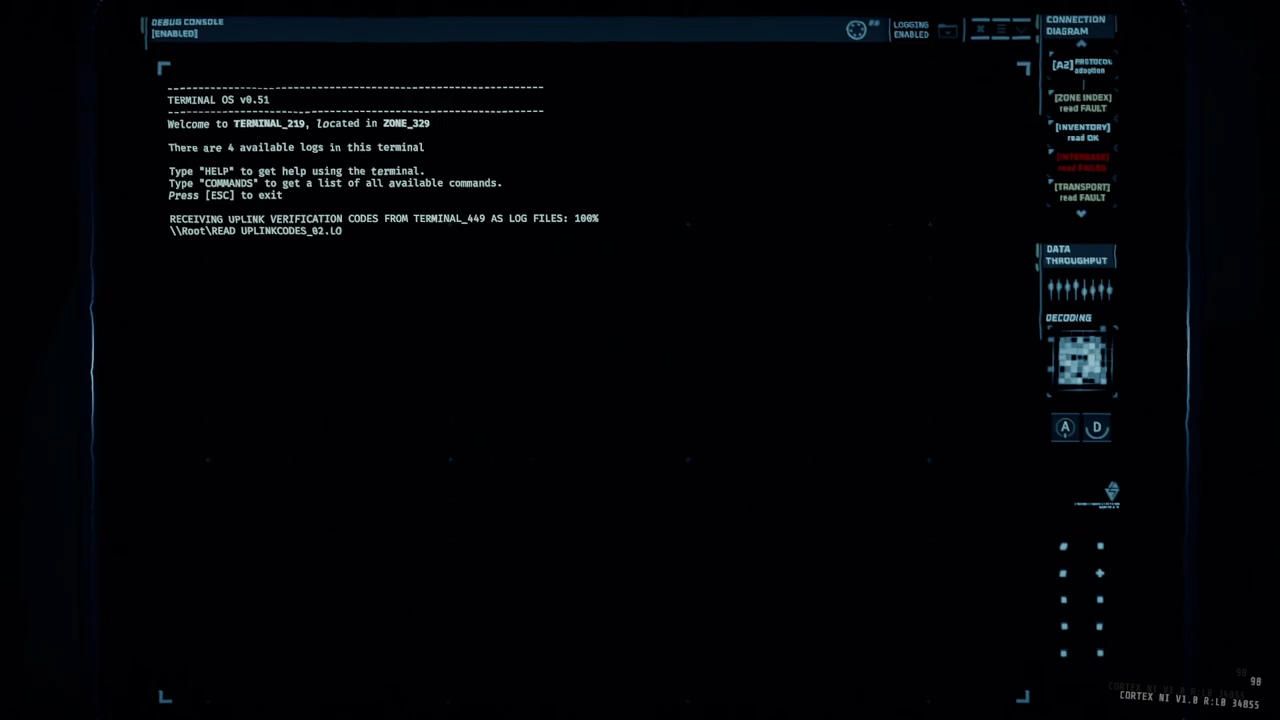 DEBUG CONSOLE
[ENABLED]
LOGGING
ENABLED
TERMINAL OS v0.51
Welcome to TERMINAL_219, located in ZONE_329
There are 4 available logs in this terminal
Type "HELP" to get help using the terminal.
Type "COMMANDS" to get a list of all available commands.
Press [ESC] to exit
RECEIVING UPLINK VERIFICATION CODES FROM TERMINAL_449 AS LOG FILES: 100%
\\Root\READ UPLINKCODES_02.LO
CONNECTION
DIAGRAM
[A2] PROTOCOL
adaption
[ZONE INDEX]
read FAULT
[INVENTORY]
read OK
read FAILED
[TRANSPORT]
read FAULT
DATA
THROUGHPUT
DECODING
A D
98
CORTEX NI V1.0 R:L0 34855